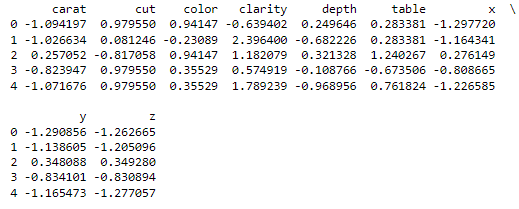 carat cut color clarity depth table x \
0 -1.094197 0.979550 0.94147 -0.639402 0.249646 0.283381 -1.297720
1 -1.026634 0.081246 -0.23089 2.396400 -0.682226 0.283381 -1.164341
2 0.257052 -0.817058 0.94147 1.182079 0.321328 1.240267 0.276149
3 -0.823947 0.979550 0.35529 0.574919 -0.108766 -0.673506 -0.808665
4 -1.071676 0.979550 0.35529 1.789239 -0.968956 0.761824 -1.226585
y z
0 -1.290856 -1.262665
1 -1.138605 -1.205096
2 0.348088 0.349280
3 -0.834101 -0.830894
4 -1.165473 -1.277057